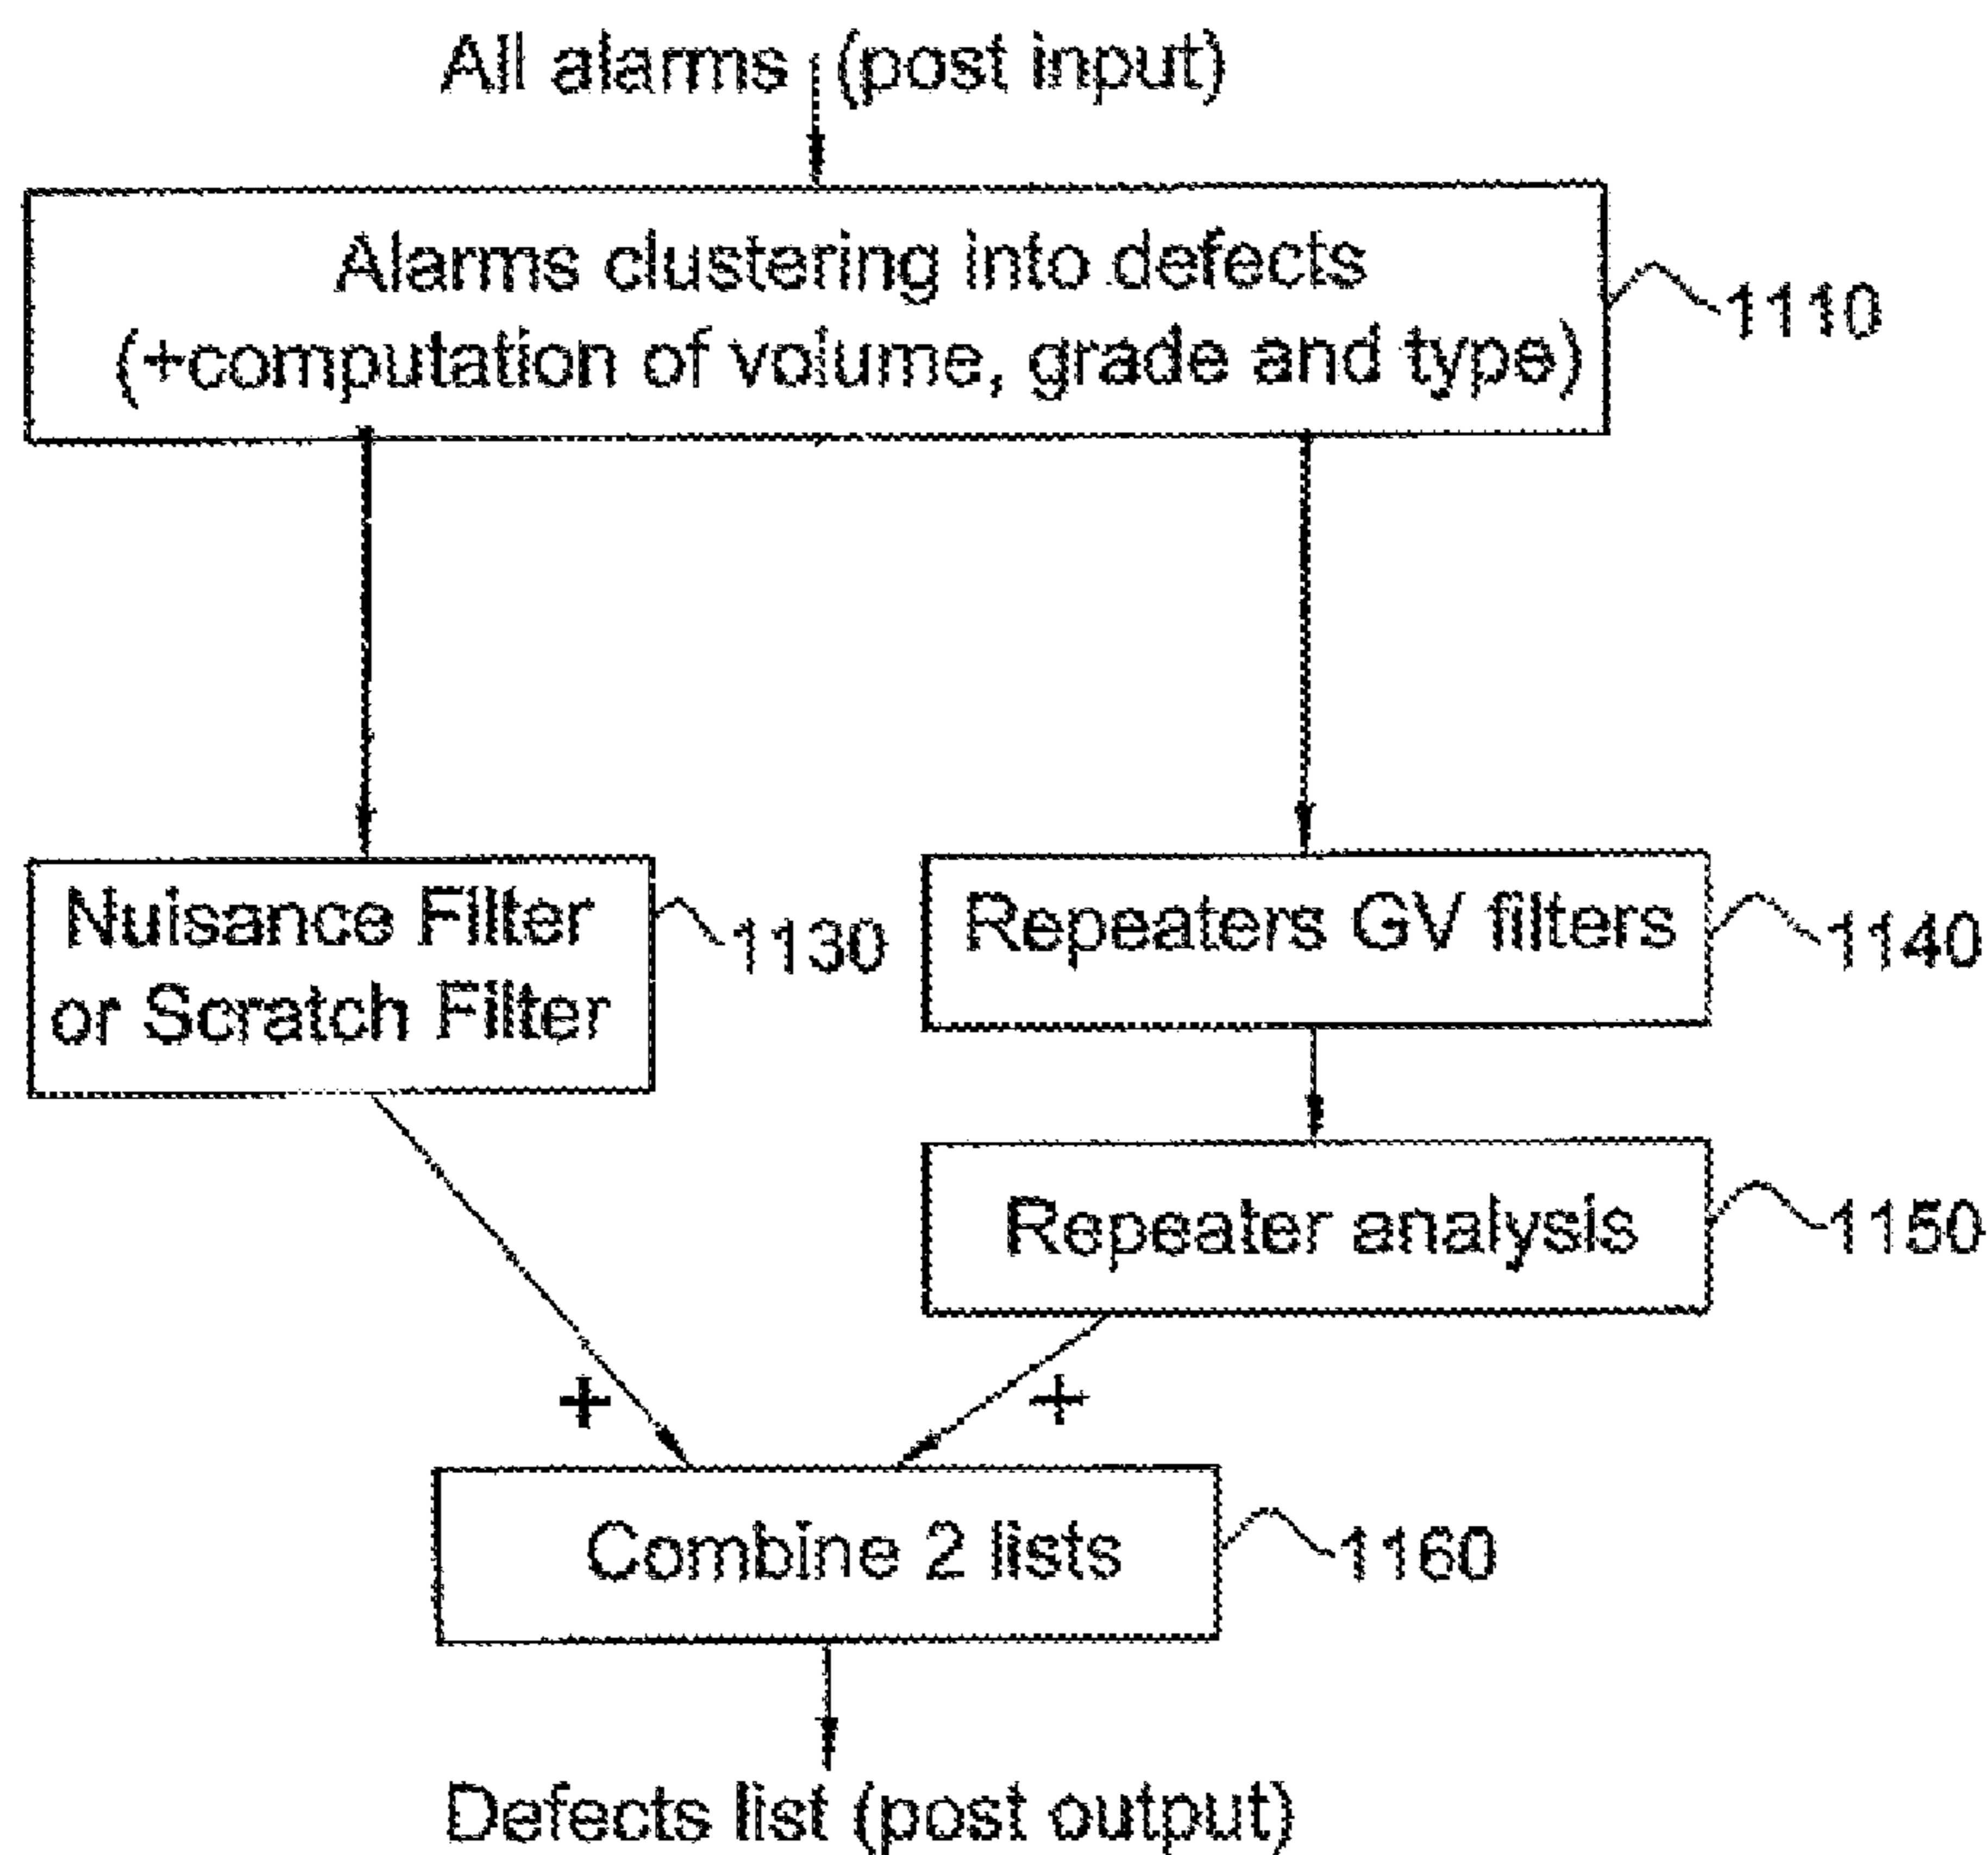 All alarms (post input)
Alarms clustering into defects
(+computation of volume, grade and type)
1110
Nuisance Filter
or Scratch Filter
1130
Repeaters GV filters
1140
Repeater analysis
1150
+ +
Combine 2 lists
1160
Defects list (post output)